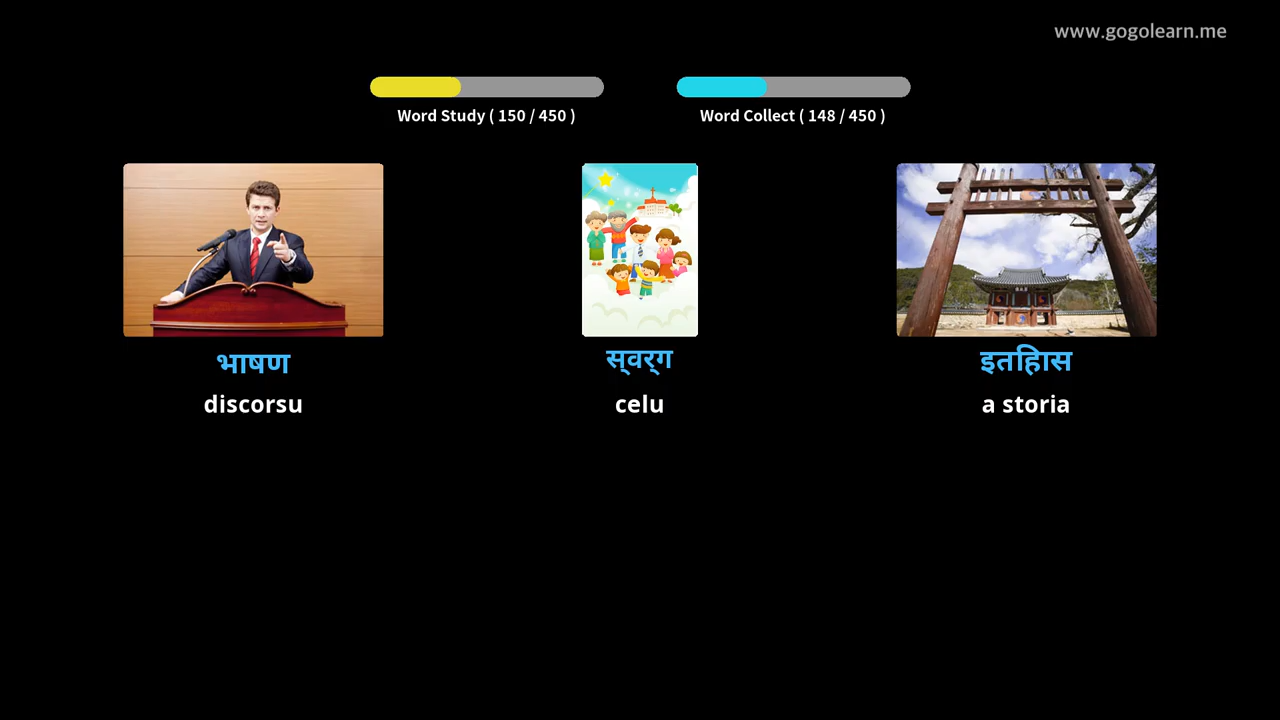 www.gogolearn.me
Word Study ( 150 / 450 )
Word Collect ( 148 / 450 )
भाषण
स्वर्ग
इतिहास
discorsu
celu
a storia